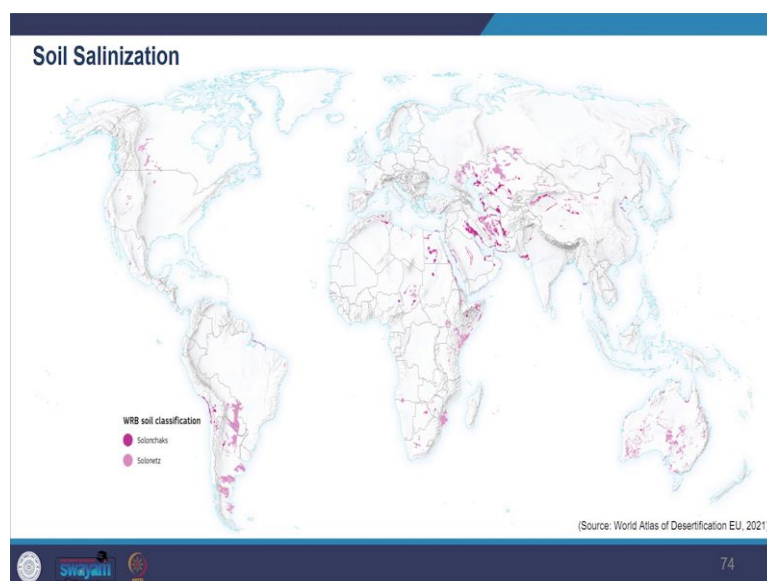 Soil Salinization
WRB soil classification
Solonchaks
Solonetz
(Source: World Atlas of Desertification EU, 2021)
swayam
74